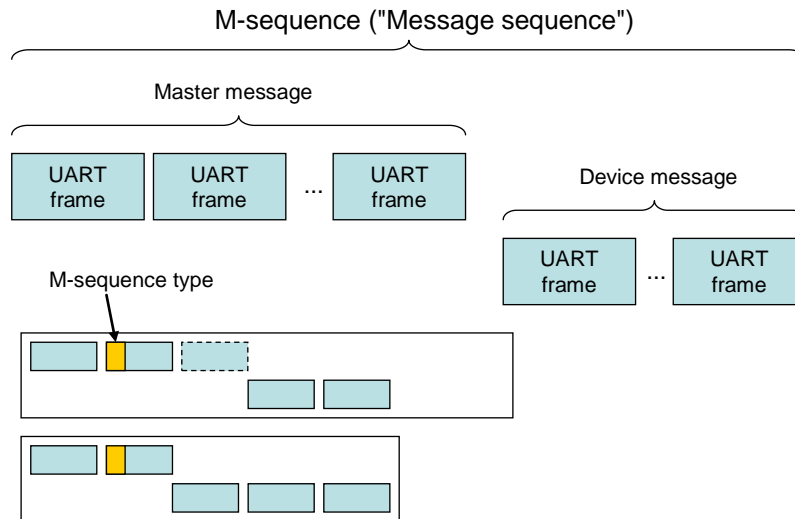 M-sequence ("Message sequence")
Master message
UART
frame
UART
frame
...
UART
frame
Device message
UART
frame
...
UART
frame
M-sequence type